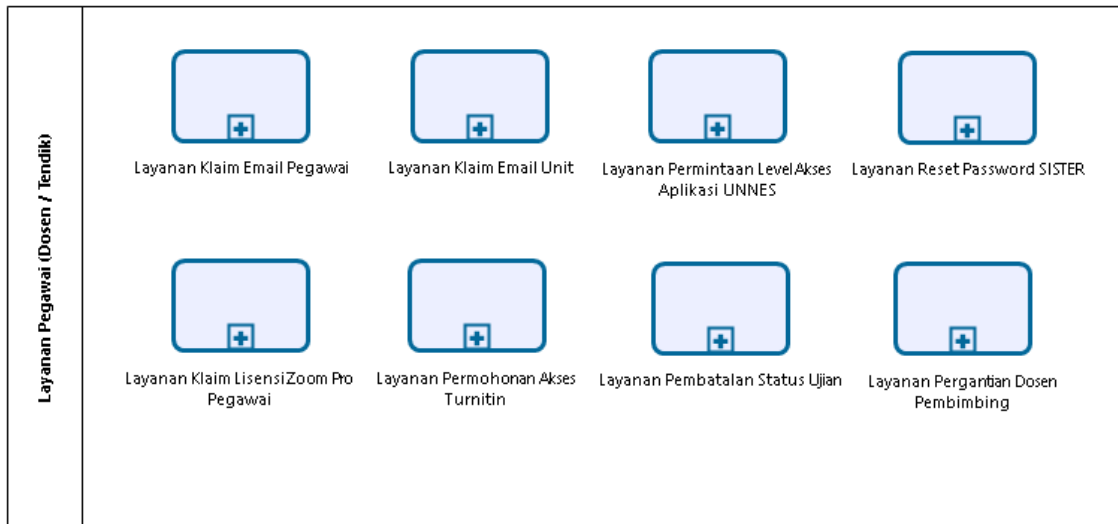 Layanan Pegawai (Dosen / Tendik)
Layanan Klaim Email Pegawai
Layanan Klaim Email Unit
Layanan Permintaan Level Akses
Aplikasi UNNES
Layanan Reset Password SISTER
Layanan Klaim Lisensi Zoom Pro
Pegawai
Layanan Permohonan Akses
Turnitin
Layanan Pembatalan Status Ujian
Layanan Pergantian Dosen
Pembimbing